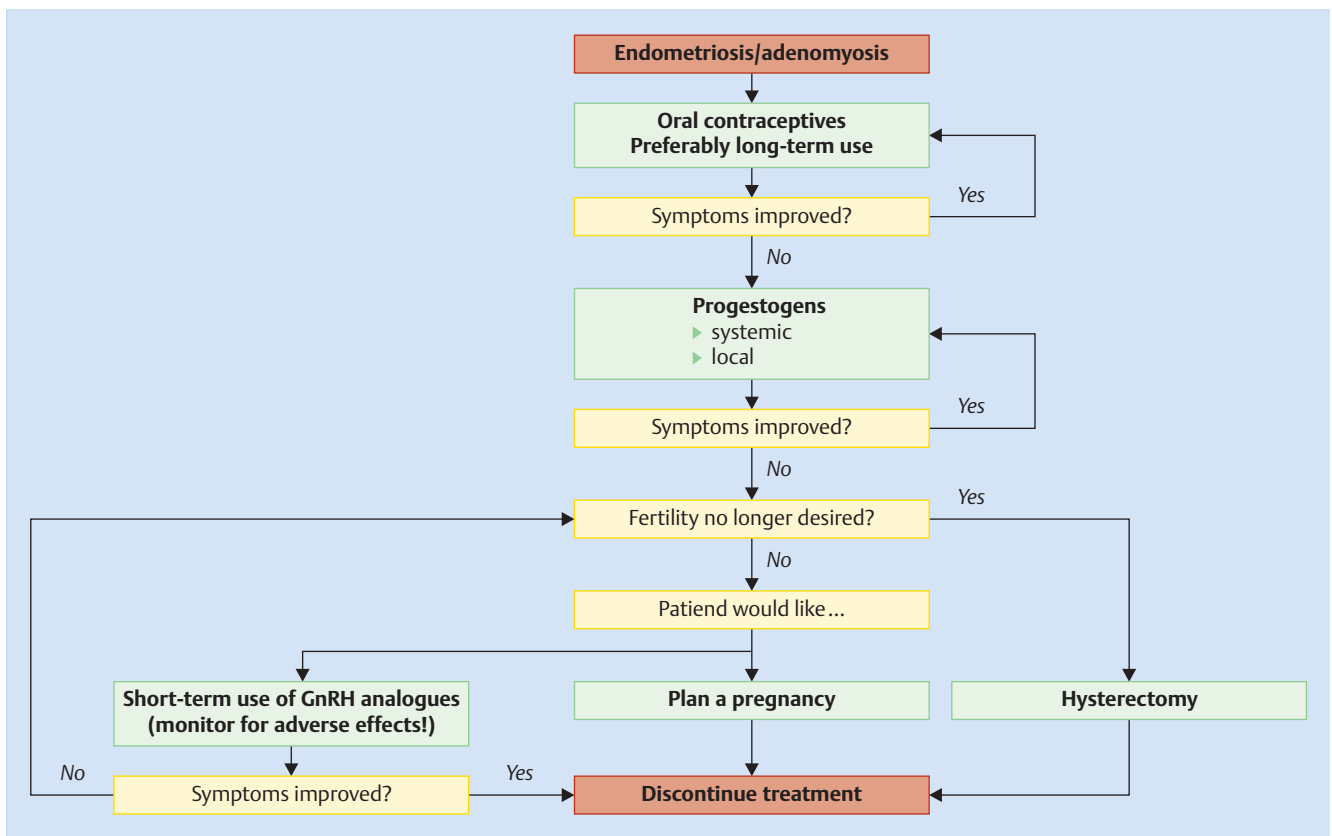 Endometriosis/adenomyosis
Oral contraceptives
Preferably long-term use
Yes
Symptoms improved?
No
Progestogens
systemic
local
Yes
Symptoms improved?
No
Yes
Fertility no longer desired?
No
Patiend would like...
Short-term use of GnRH analogues
(monitor for adverse effects!)
Plan a pregnancy
Hysterectomy
No
Symptoms improved?
Yes
Discontinue treatment